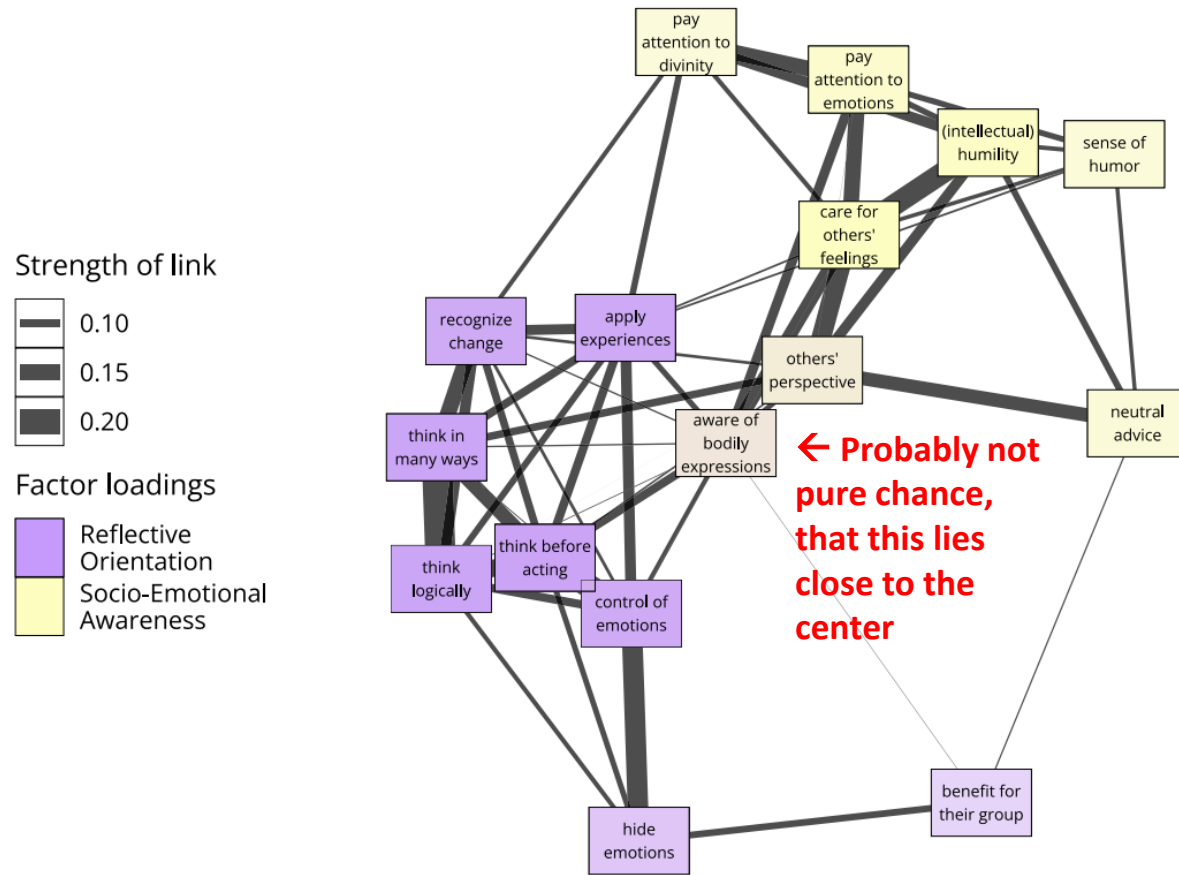 pay
attention to
divinity
pay
attention to
emotions
(intellectual)
humility
sense of
humor
care for
others'
feelings
Strength of link
0.10
0.15
0.20
Factor loadings
Reflective
Orientation
Socio-Emotional
Awareness
recognize
change
apply
experiences
others'
perspective
think in
many ways
aware of
bodily
expressions
neutral
advice
← Probably not
pure chance,
that this lies
close to the
center
think before
acting
think
logically
control of
emotions
benefit for
their group
hide
emotions